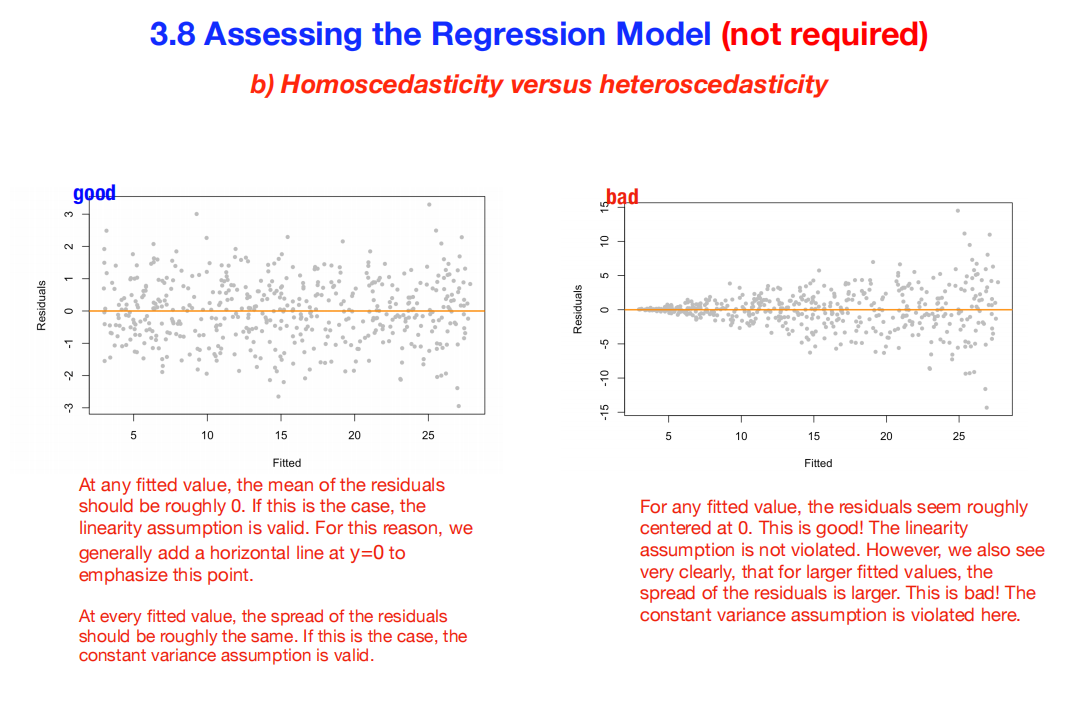 3.8 Assessing the Regression Model (not required)
b) Homoscedasticity versus heteroscedasticity
good
3
2
1
0
-1
-2
-3
Residuals
5 10 15 20 25
Fitted
At any fitted value, the mean of the residuals
should be roughly 0. If this is the case, the
linearity assumption is valid. For this reason, we
generally add a horizontal line at y=0 to
emphasize this point.
At every fitted value, the spread of the residuals
should be roughly the same. If this is the case, the
constant variance assumption is valid.
bad
15
10
5
0
-5
-10
-15
Residuals
5 10 15 20 25
Fitted
For any fitted value, the residuals seem roughly
centered at 0. This is good! The linearity
assumption is not violated. However, we also see
very clearly, that for larger fitted values, the
spread of the residuals is larger. This is bad! The
constant variance assumption is violated here.